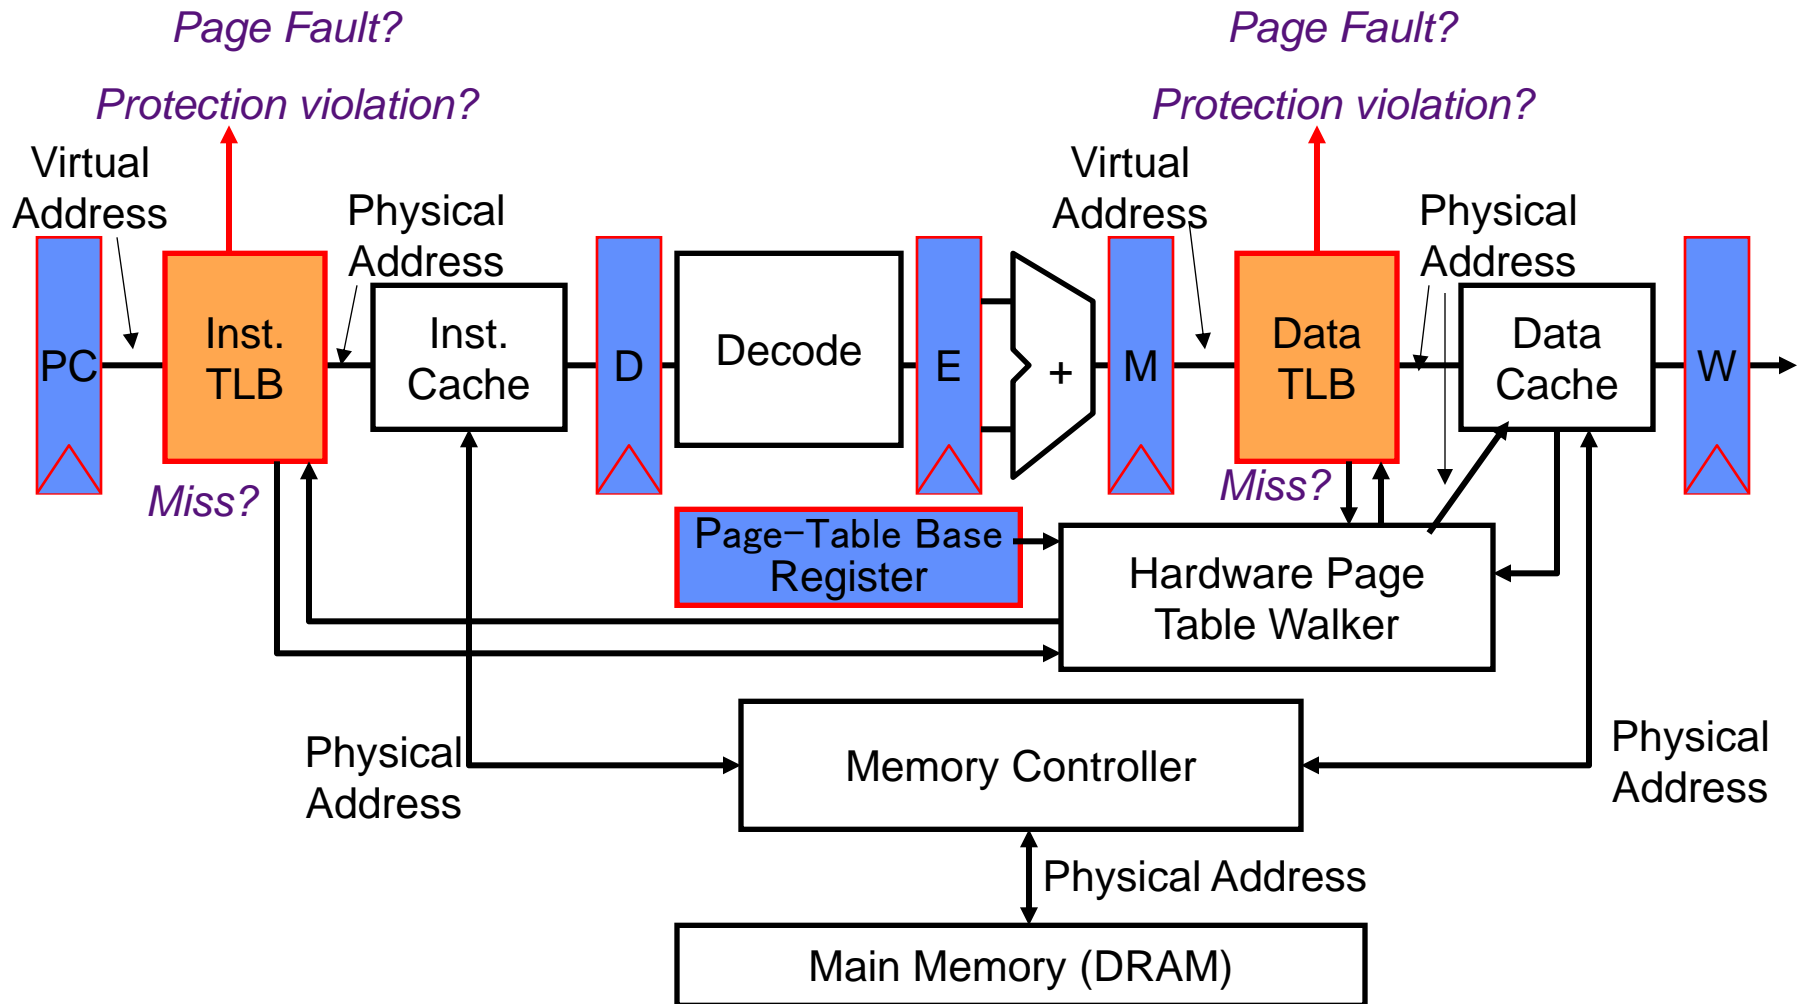 Page Fault?
Protection violation?
Page Fault?
Protection violation?
Virtual
Address
Physical
Address
Virtual
Address
Physical
Address
PC
Inst.
TLB
Inst.
Cache
D
Decode
E
+
M
Data
TLB
Data
Cache
W
Miss?
Miss?
Page-Table Base
Register
Hardware Page
Table Walker
Physical
Address
Memory Controller
Physical
Address
Physical Address
Main Memory (DRAM)